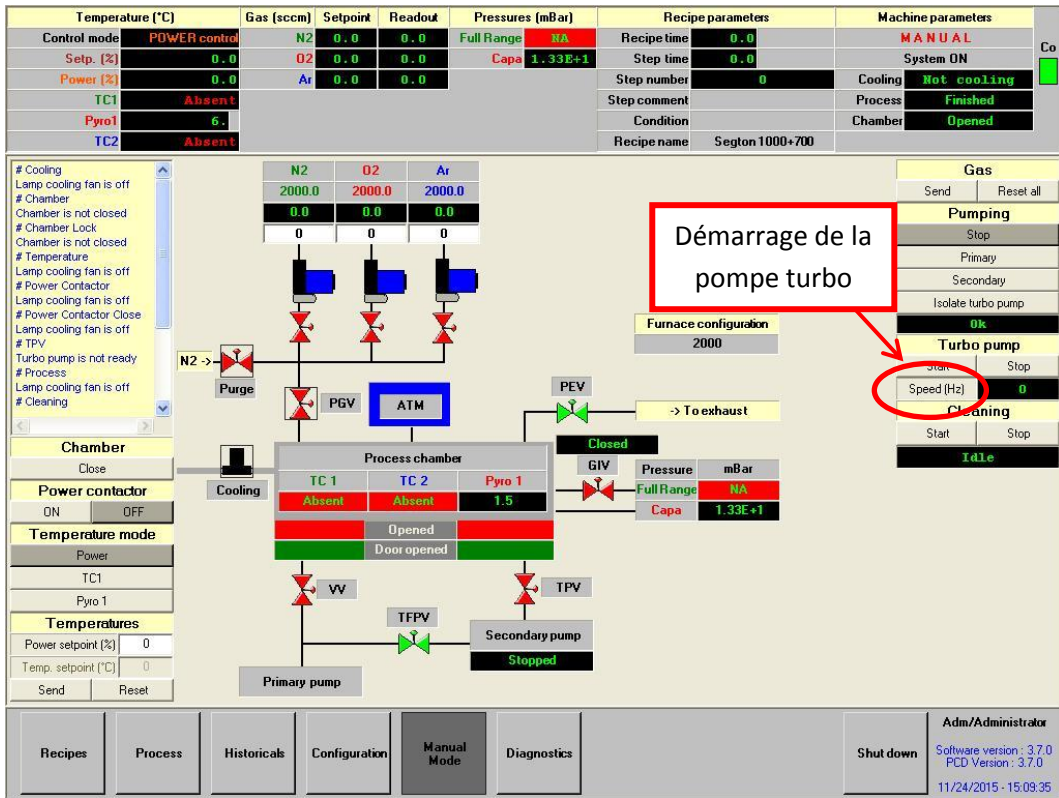 Temperature (°C)
Gas (sccm) Setpoint Readout
Pressures (mBar)
Recipe parameters
Machine parameters
Control mode POWER control
N2 0.0 0.0
Full Range NA
Recipe time 0.0
MANUAL
Co
Setp. (%) 0.0
O2 0.0 0.0
Capa 1.33E+1
Step time 0.0
System ON
Power (%) 0.0
Ar 0.0 0.0
Step number 0
Cooling Not cooling
TC1 Absent
Step comment
Process Finished
Pyro1 6.
Condition
Chamber Opened
TC2 Absent
Recipe name Segton 1000+700
# Cooling
Lamp cooling fan is off
# Chamber
Chamber is not closed
# Chamber Lock
Chamber is not closed
# Temperature
Lamp cooling fan is off
# Power Contactor
Lamp cooling fan is off
# Power Contactor Close
Lamp cooling fan is off
# TPV
Turbo pump is not ready
# Process
Lamp cooling fan is off
# Cleaning
Chamber
Close
Power contactor
ON OFF
Temperature mode
Power
TC1
Pyro 1
Temperatures
Power setpoint (%) 0
Temp. setpoint (°C) 0
Send Reset
N2 O2 Ar
2000.0 2000.0 2000.0
0.0 0.0 0.0
0 0 0
N2 ->
Purge
PGV
ATM
PEV
-> To exhaust
Closed
GIV
Pressure mBar
Full Range NA
Capa 1.33E+1
Cooling
Process chamber
TC 1 TC 2 Pyro 1
Absent Absent 1.5
Opened
Door opened
VV
TPV
TFPV
Secondary pump
Stopped
Primary pump
Furnace configuration
2000
Démarrage de la
pompe turbo
Gas
Send Reset all
Pumping
Stop
Primary
Secondary
Isolate turbo pump
Ok
Turbo pump
Start Stop
Speed (Hz) 0
Cleaning
Start Stop
Idle
Recipes
Process
Historicals
Configuration
Manual
Mode
Diagnostics
Shut down
Adm/Administrator
Software version : 3.7.0
PCD Version : 3.7.0
11/24/2015 - 15:09:35